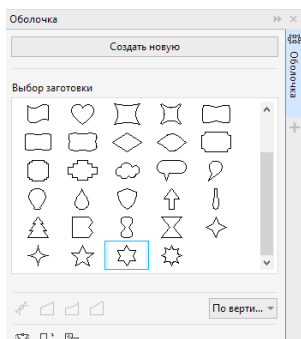 Оболочка
Создать новую
Оболочка
Выбор заготовки
По верти...